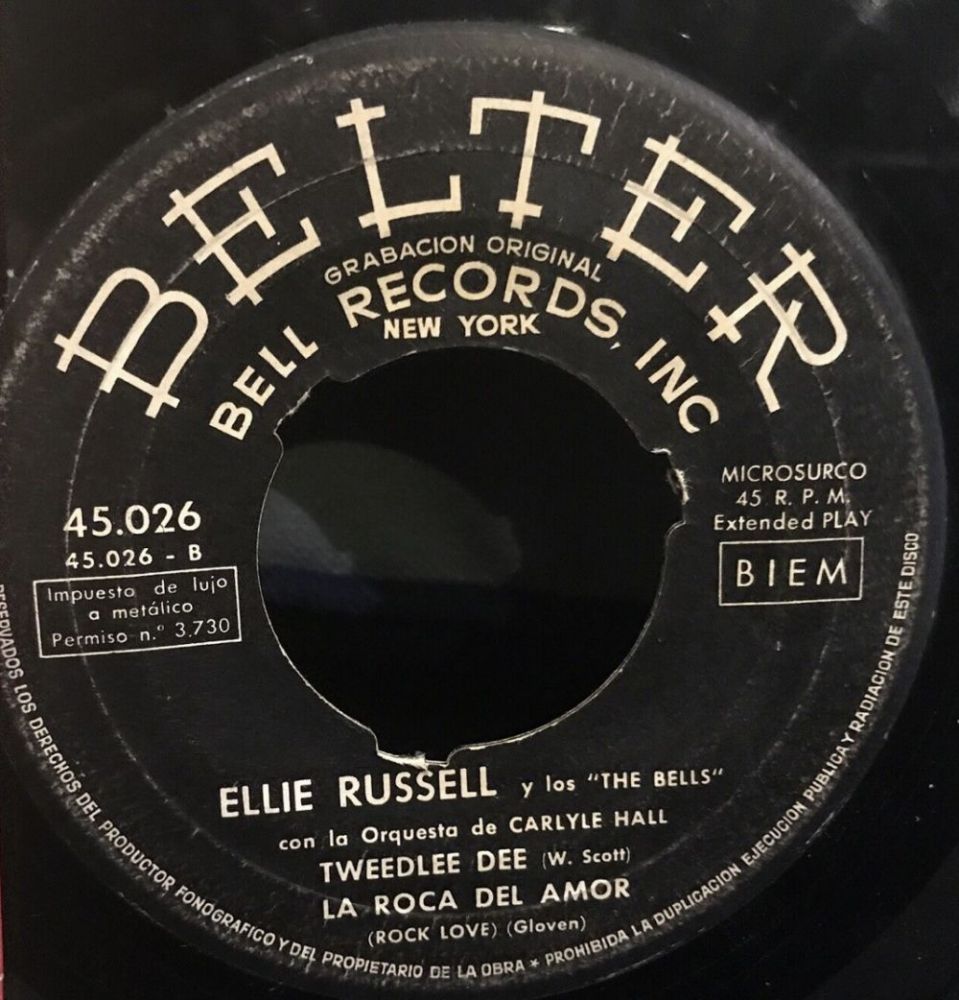 BELTER
GRABACION ORIGINAL
BELL RECORDS, INC
NEW YORK
45.026
45.026 - B
Impuesto de lujo
a metálico
Permiso n.º 3.730
MICROSURCO
45 R. P. M.
Extended PLAY
BIEM
ELLIE RUSSELL y los "THE BELLS"
con la Orquesta de CARLYLE HALL
TWEEDLEE DEE (W. Scott)
LA ROCA DEL AMOR
(ROCK LOVE) (Gloven)
RESERVADOS LOS DERECHOS DEL PRODUCTOR FONOGRAFICO Y DEL PROPIETARIO DE LA OBRA * PROHIBIDA LA DUPLICACION EJECUCION PUBLICA Y RADIACION DE ESTE DISCO